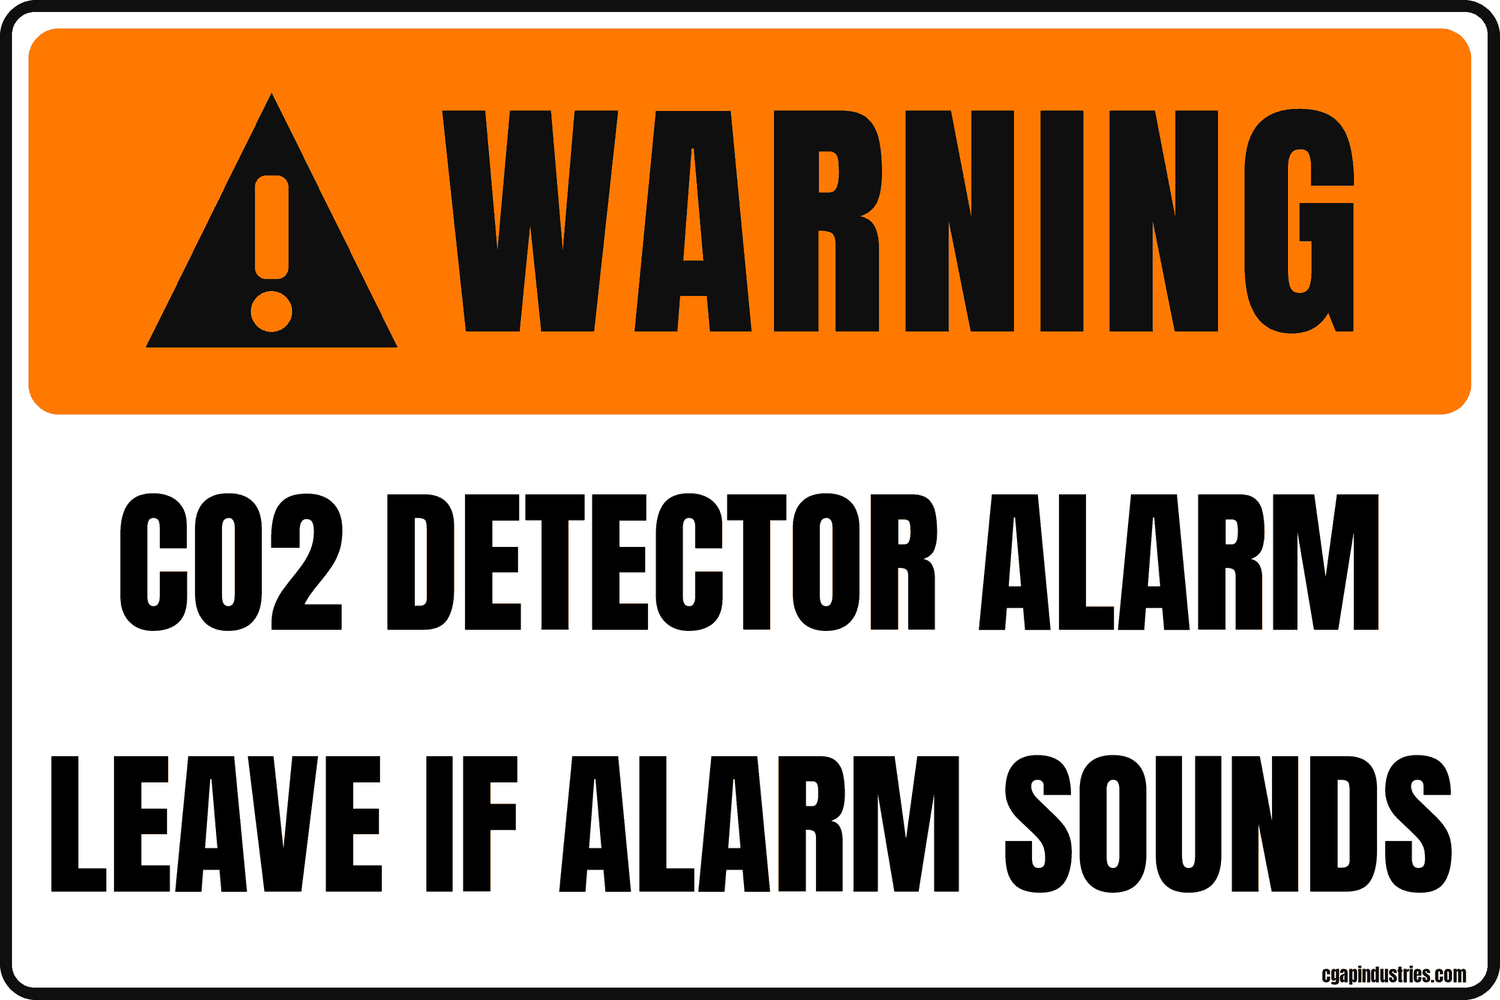 WARNING
CO2 DETECTOR ALARM
LEAVE IF ALARM SOUNDS
cgapindustries.com